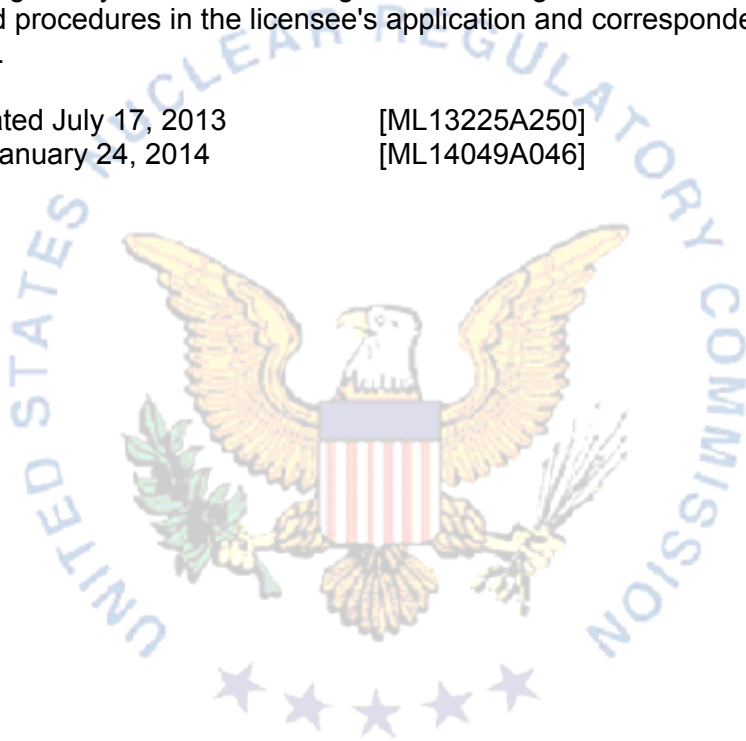 d procedures in the licensee's application and corresponde
ated July 17, 2013 [ML13225A250]
anuary 24, 2014 [ML14049A046]
UNITED STATES NUCLEAR REGULATORY COMMISSION